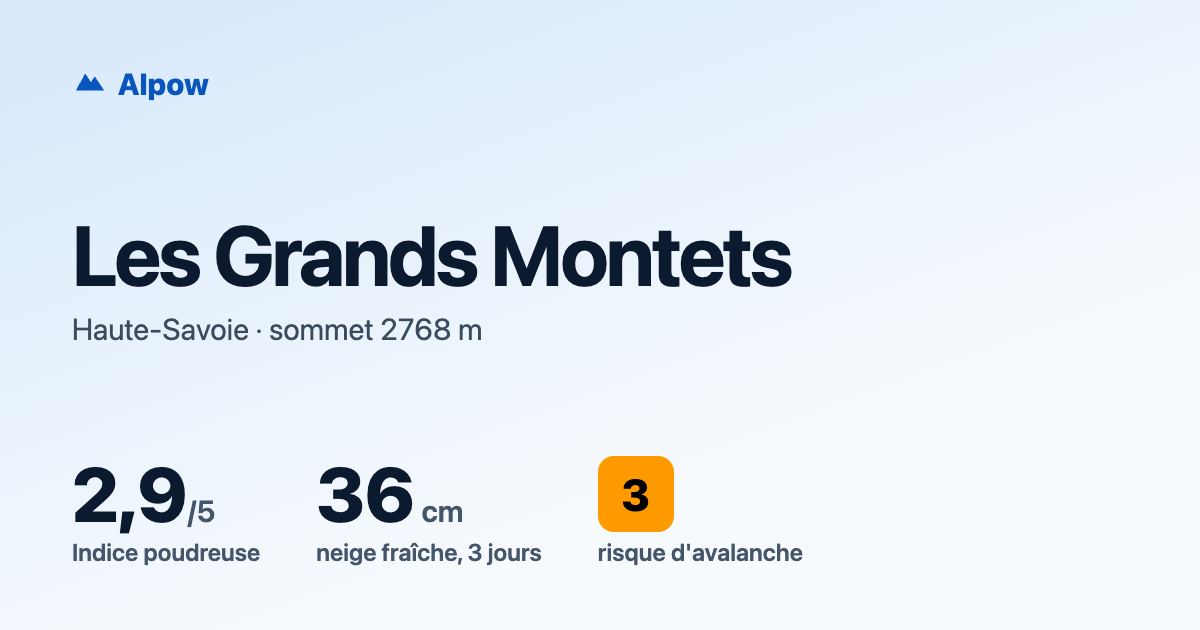 Alpow
Les Grands Montets
Haute-Savoie · sommet 2768 m
2,9/5
Indice poudreuse
36 cm
neige fraîche, 3 jours
3
risque d'avalanche